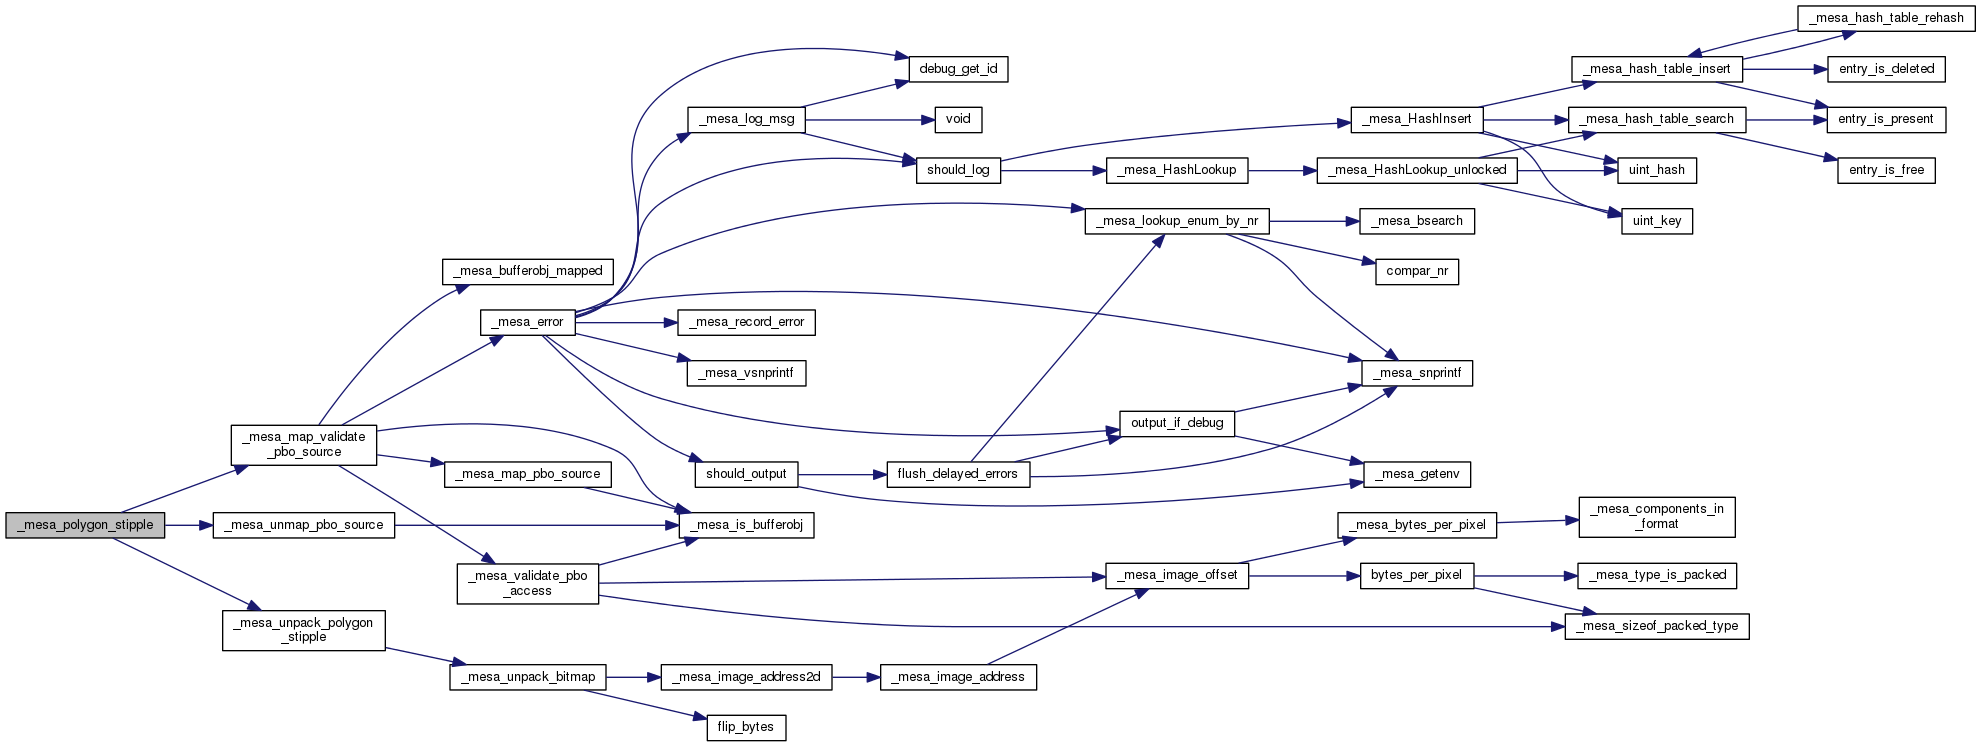 _mesa_hash_table_rehash
debug_get_id
_mesa_hash_table_insert
entry_is_deleted
_mesa_log_msg
void
_mesa_HashInsert
_mesa_hash_table_search
entry_is_present
should_log
_mesa_HashLookup
_mesa_HashLookup_unlocked
uint_hash
entry_is_free
_mesa_lookup_enum_by_nr
_mesa_bsearch
uint_key
_mesa_bufferobj_mapped
compar_nr
_mesa_error
_mesa_record_error
_mesa_vsnprintf
_mesa_snprintf
output_if_debug
_mesa_map_validate
_pbo_source
_mesa_map_pbo_source
should_output
flush_delayed_errors
_mesa_getenv
_mesa_polygon_stipple
_mesa_unmap_pbo_source
_mesa_is_bufferobj
_mesa_bytes_per_pixel
_mesa_components_in
_format
_mesa_validate_pbo
_access
_mesa_image_offset
bytes_per_pixel
_mesa_type_is_packed
_mesa_unpack_polygon
_stipple
_mesa_sizeof_packed_type
_mesa_unpack_bitmap
_mesa_image_address2d
_mesa_image_address
flip_bytes